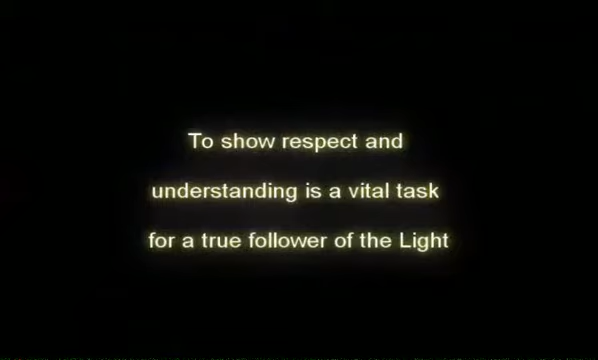 To show respect and
understanding is a vital task
for a true follower of the Light